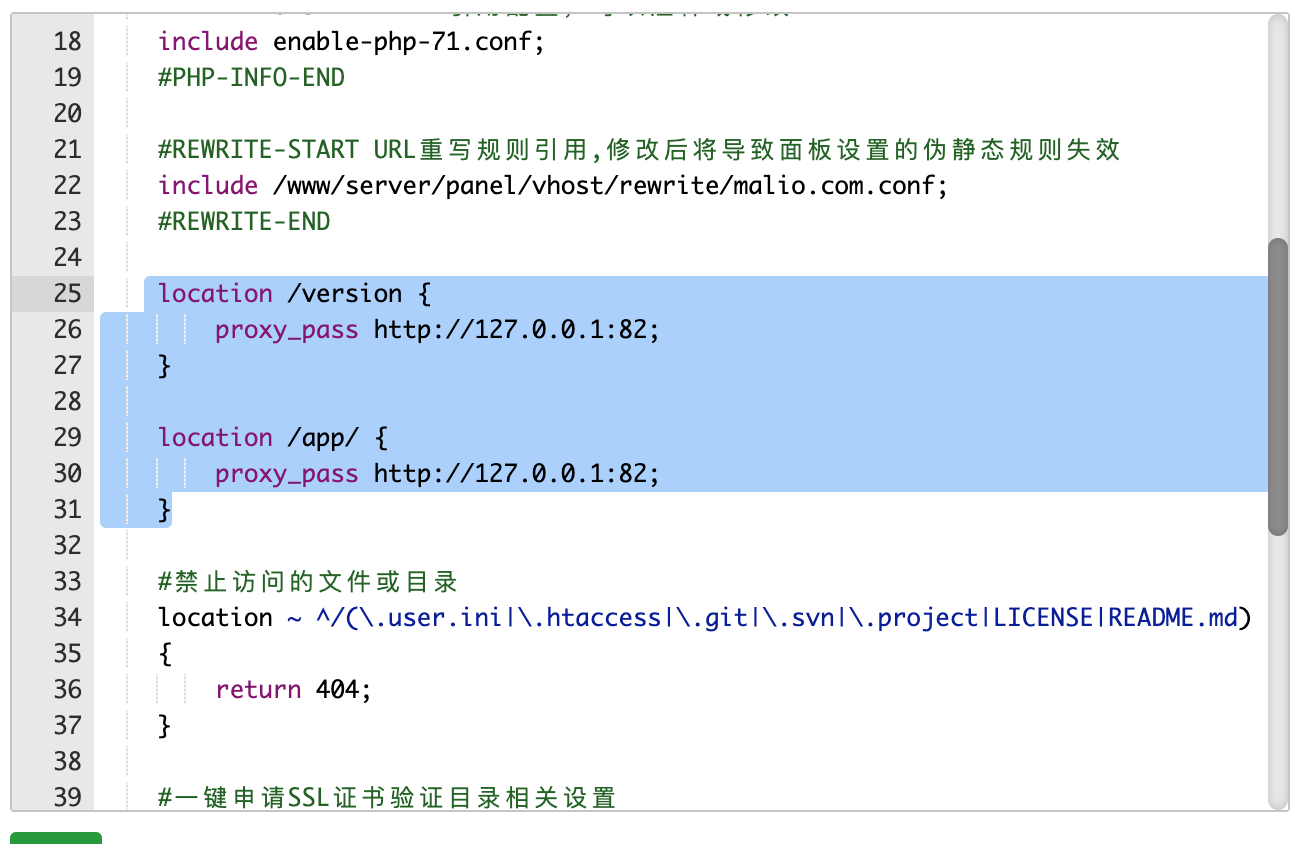 18 include enable-php-71.conf;
19 #PHP-INFO-END
20
21 #REWRITE-START URL重写规则引用,修改后将导致面板设置的伪静态规则失效
22 include /www/server/panel/vhost/rewrite/malio.com.conf;
23 #REWRITE-END
24
25 location /version {
26 proxy_pass http://127.0.0.1:82;
27 }
28
29 location /app/ {
30 proxy_pass http://127.0.0.1:82;
31 }
32
33 #禁止访问的文件或目录
34 location ~ ^/(\.user.ini|\.htaccess|\.git|\.svn|\.project|LICENSE|README.md)
35 {
36 return 404;
37 }
38
39 #一键申请SSL证书验证目录相关设置